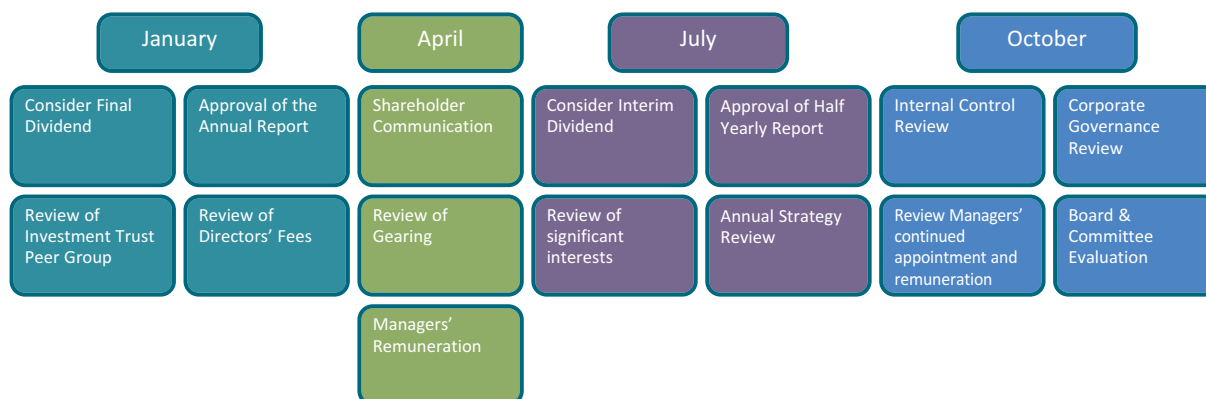 January
April
July
October
Consider Final
Dividend
Approval of the
Annual Report
Shareholder
Communication
Consider Interim
Dividend
Approval of Half
Yearly Report
Internal Control
Review
Corporate
Governance
Review
Review of
Investment Trust
Peer Group
Review of
Directors’ Fees
Review of
Gearing
Review of
significant
interests
Annual Strategy
Review
Review Managers’
continued
appointment and
remuneration
Board &
Committee
Evaluation
Managers’
Remuneration